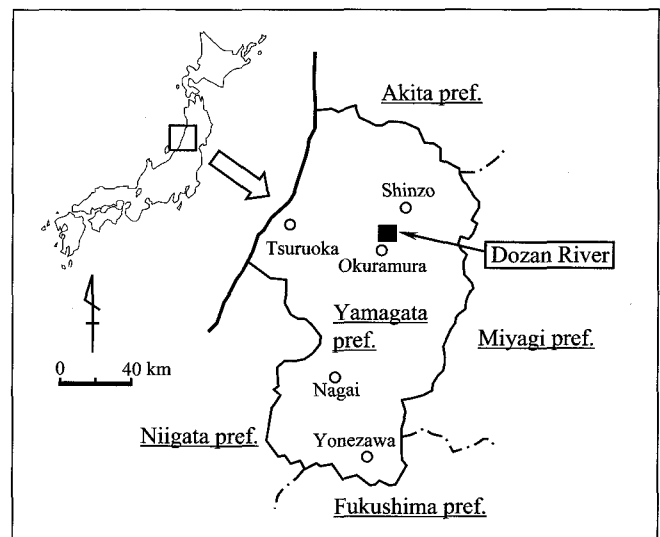 Akita pref.
Shinzo
Tsuruoka
Okuramura
Dozan River
Yamagata
pref.
Miyagi pref.
0 40 km
Nagai
Niigata pref.
Yonezawa
Fukushima pref.